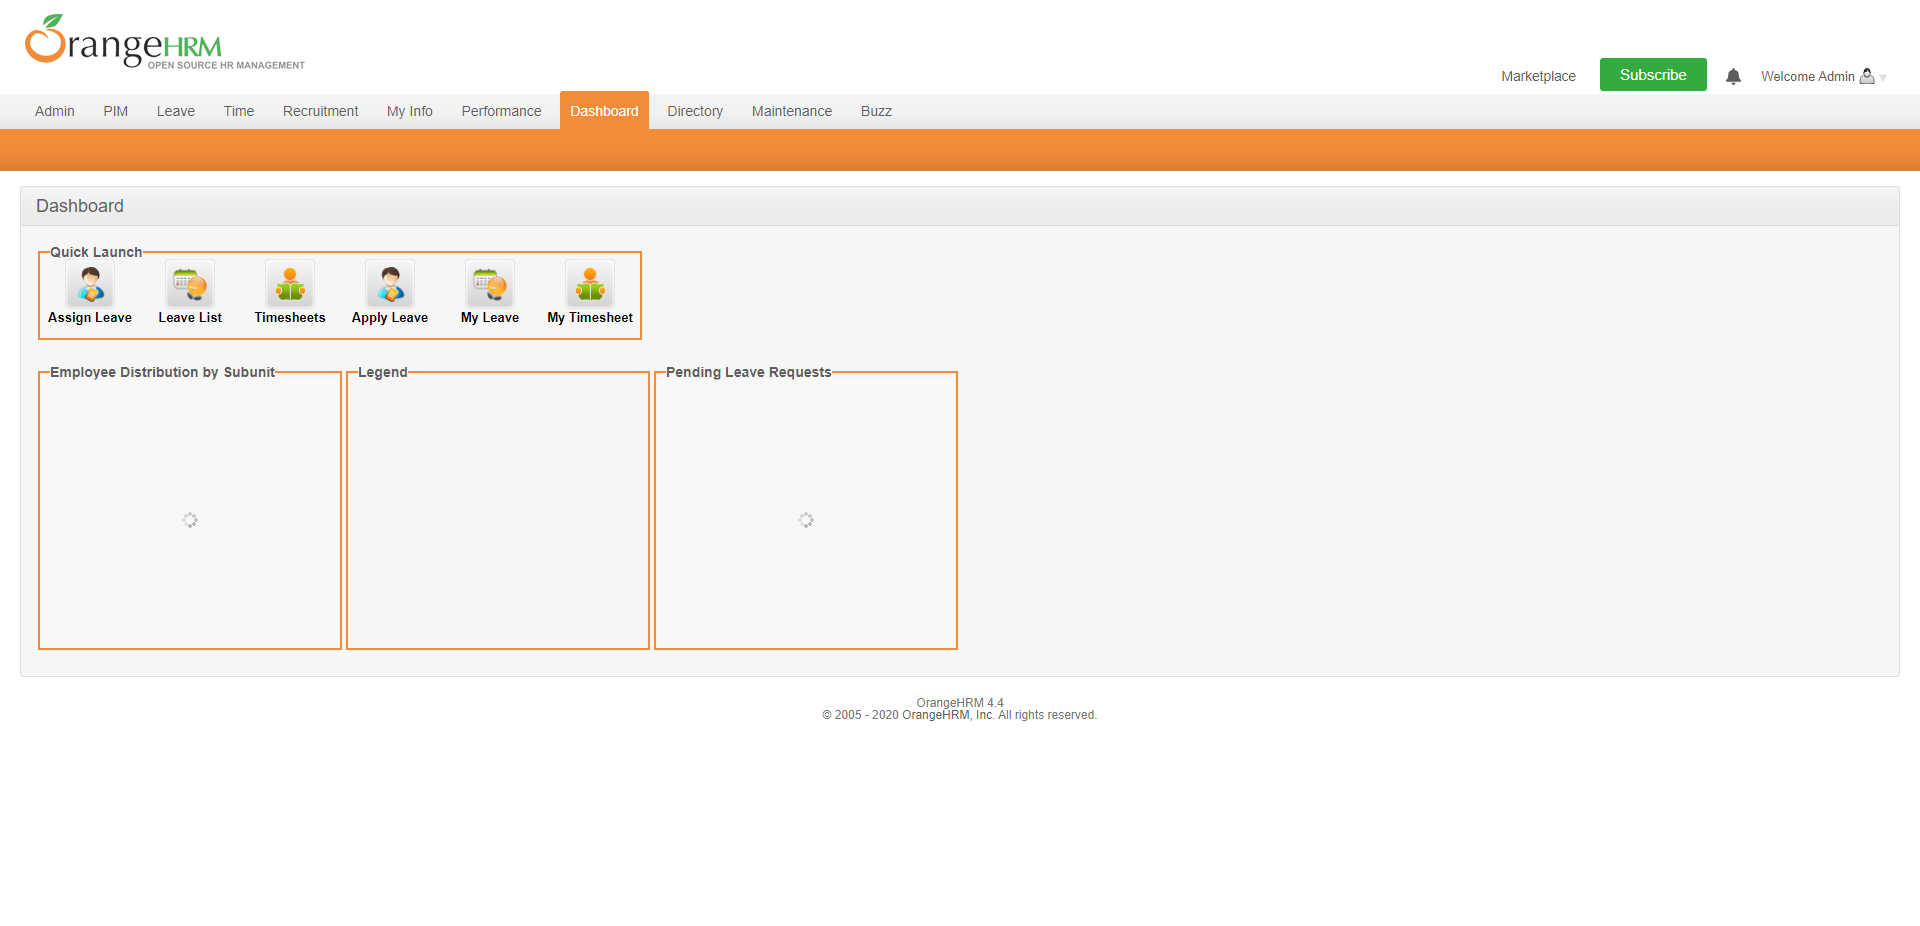 OrangeHRM
OPEN SOURCE HR MANAGEMENT
Marketplace Subscribe Welcome Admin
Admin PIM Leave Time Recruitment My Info Performance Dashboard Directory Maintenance Buzz
Dashboard
Quick Launch
Assign Leave Leave List Timesheets Apply Leave My Leave My Timesheet
Employee Distribution by Subunit Legend Pending Leave Requests
OrangeHRM 4.4
© 2005 - 2020 OrangeHRM, Inc. All rights reserved.